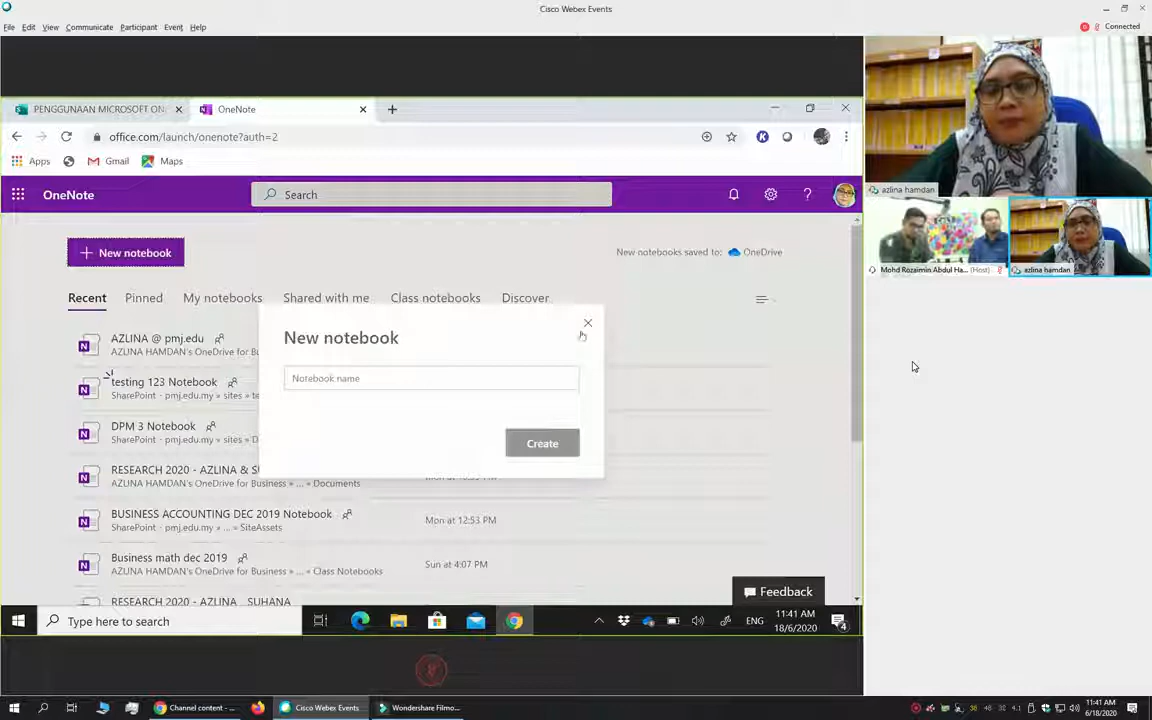 Cisco Webex Events
File Edit View Communicate Participant Event Help
Connected
PENGGUNAAN MICROSOFT ON
OneNote
office.com/launch/onenote?auth=2
Apps Gmail Maps
OneNote Search
New notebook
New notebooks saved to: OneDrive
Recent Pinned My notebooks Shared with me Class notebooks Discover
New notebook
Notebook name
Create
AZLINA @ pmj.edu
AZLINA HAMDAN's OneDrive for Bu
testing 123 Notebook
SharePoint - pmj.edu.my » sites » te
DPM 3 Notebook
SharePoint - pmj.edu.my » sites » D
RESEARCH 2020 - AZLINA & SU
AZLINA HAMDAN's OneDrive for Business » ... » Documents
BUSINESS ACCOUNTING DEC 2019 Notebook
Mon at 12:53 PM
SharePoint - pmj.edu.my » ... » SiteAssets
Business math dec 2019
Sun at 4:07 PM
AZLINA HAMDAN's OneDrive for Business » ... » Class Notebooks
RESEARCH 2020 - AZLINA _SUHANA
Feedback
Type here to search
ENG
11:41 AM
18/6/2020
4
azlina hamdan
Mohd Rozaimin Abdul Ha... (Host)
azlina hamdan
Channel content - ...
Cisco Webex Events
Wondershare Filmo...
11:41 AM
6/18/2020